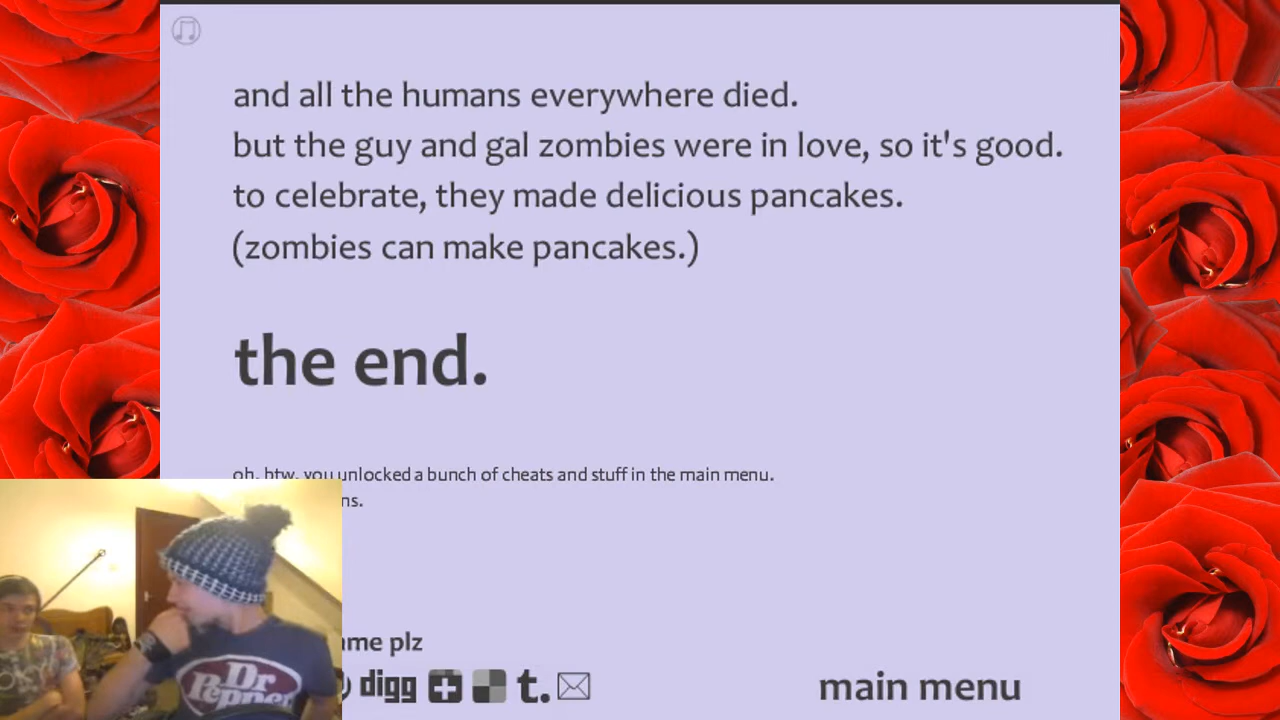 and all the humans everywhere died.
but the guy and gal zombies were in love, so it's good.
to celebrate, they made delicious pancakes.
(zombies can make pancakes.)
the end.
oh, btw, you unlocked a bunch of cheats and stuff in the main menu.
ns.
ame plz
digg t.
main menu
Dr
Pepper